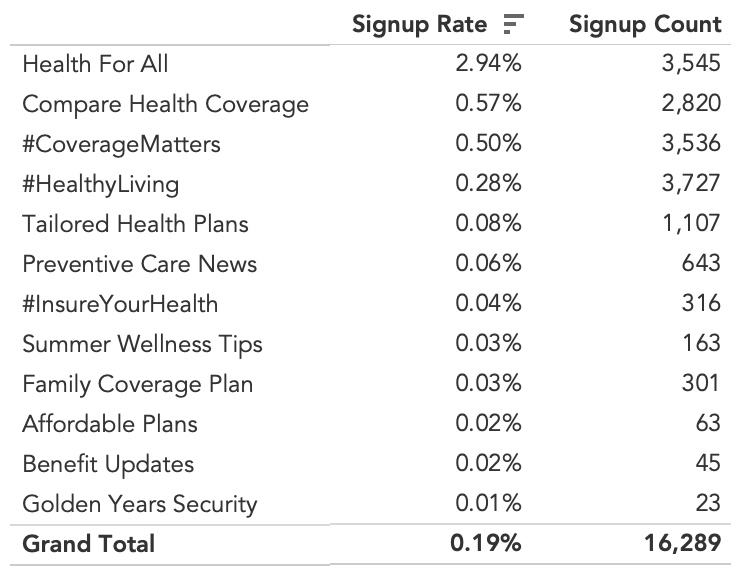 Signup Rate Signup Count
Health For All 2.94% 3,545
Compare Health Coverage 0.57% 2,820
#CoverageMatters 0.50% 3,536
#HealthyLiving 0.28% 3,727
Tailored Health Plans 0.08% 1,107
Preventive Care News 0.06% 643
#InsureYourHealth 0.04% 316
Summer Wellness Tips 0.03% 163
Family Coverage Plan 0.03% 301
Affordable Plans 0.02% 63
Benefit Updates 0.02% 45
Golden Years Security 0.01% 23
Grand Total 0.19% 16,289